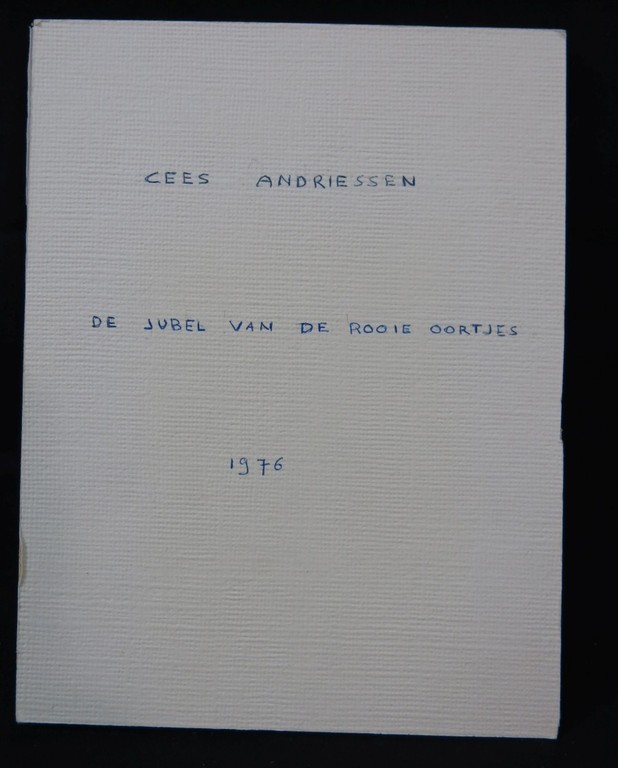 CEES ANDRIESSEN
DE JUBEL VAN DE ROOIE OORTJES
1976